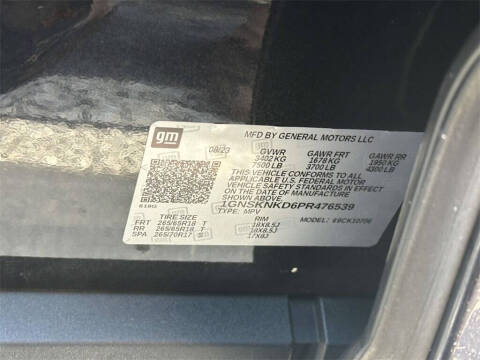 gm
MFD BY GENERAL MOTORS LLC
08/23 GVWR GAWR FRT GAWR RR
3402 KG 1678 KG 1950 KG
7500 LB 3700 LB 4300 LB
THIS VEHICLE CONFORMS TO ALL
APPLICABLE U.S. FEDERAL MOTOR
VEHICLE SAFETY STANDARDS IN EFFECT
ON THE DATE OF MANUFACTURE
1GNSKNKD6PR476539
TYPE: MPV MODEL:
TIRE SIZE RIM
FRT 265/65R18 T 18X8.5J
RR 265/65R18 T 18X8.5J
SPA 265/70R17 17X8J